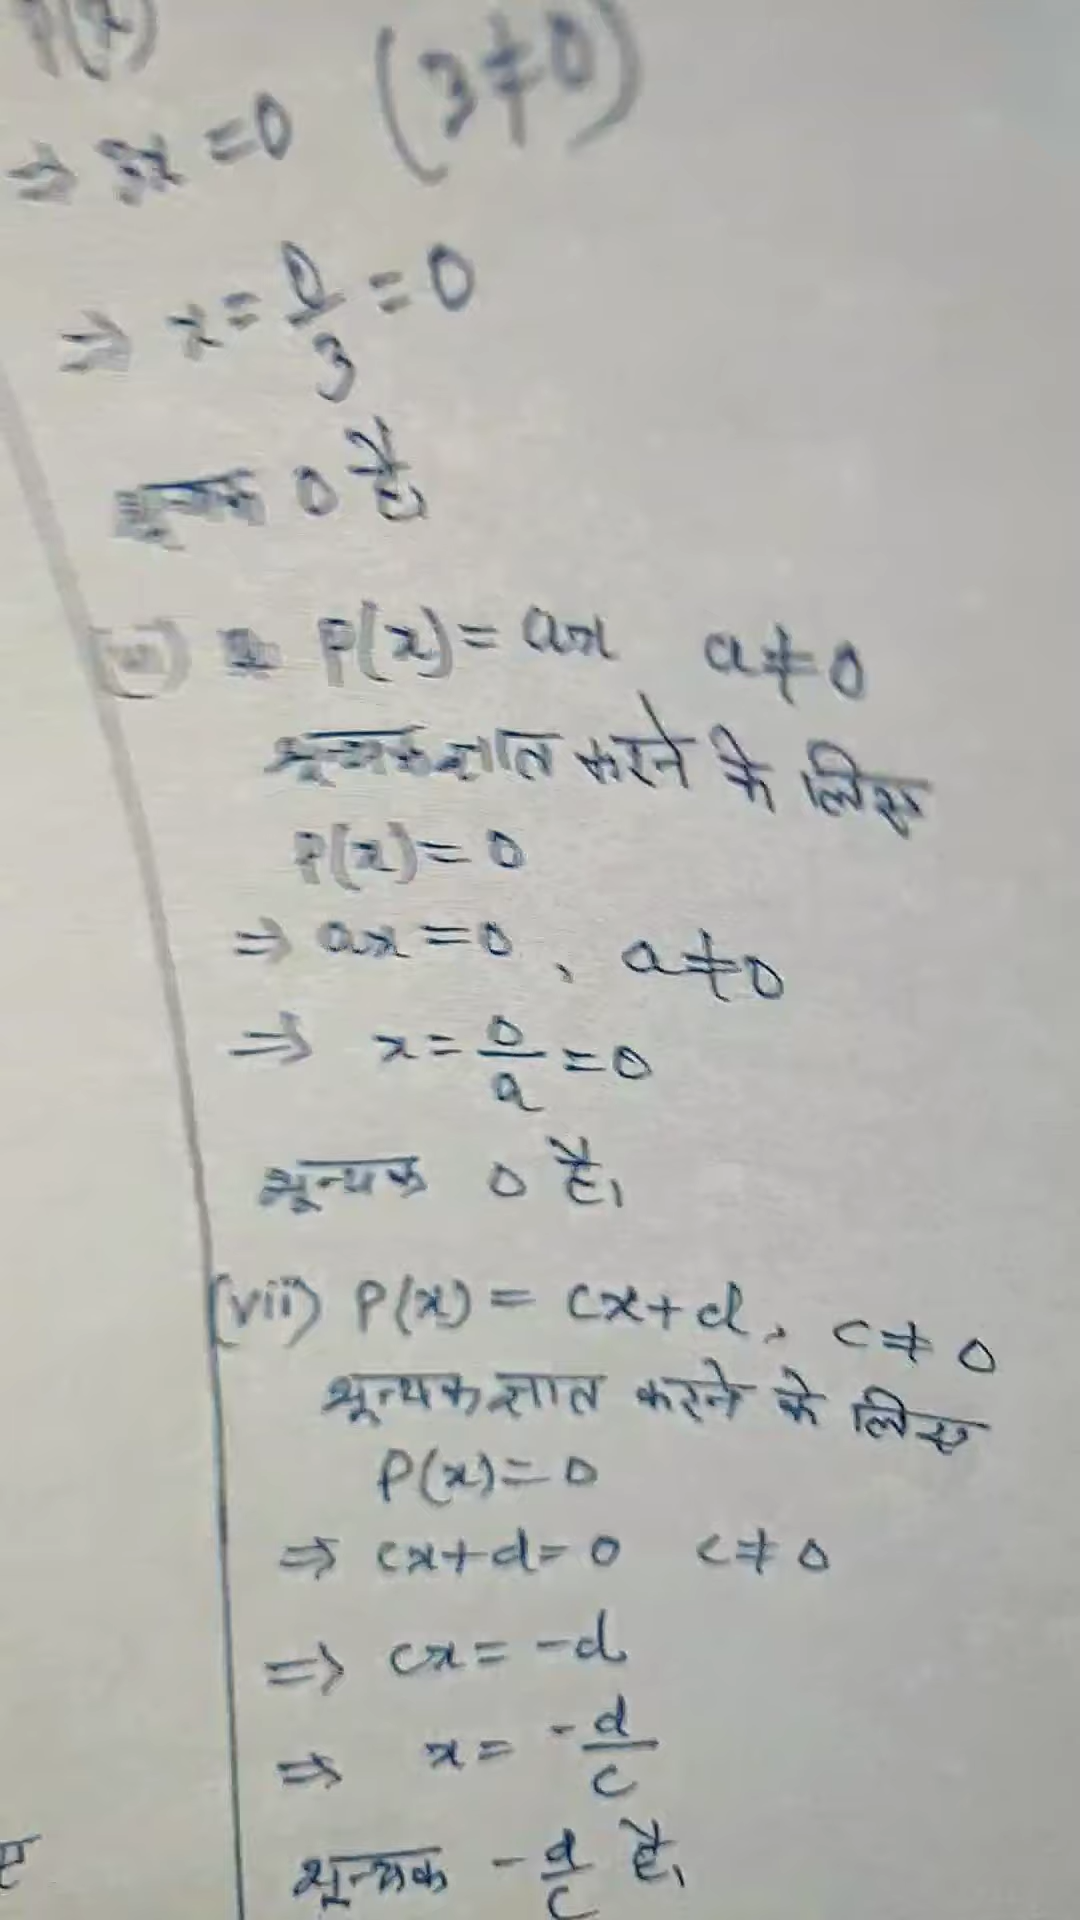 P(x)
⇒ 3x = 0 (3≠0)
⇒ x = 0/3 = 0
शून्यक 0 है।
(vi) P(x) = ax a≠0
शून्यक ज्ञात करने के लिए
P(x) = 0
⇒ ax = 0 , a≠0
⇒ x = 0/a = 0
शून्यक 0 है।
(vii) P(x) = cx+d, c≠0
शून्यक ज्ञात करने के लिए
P(x) = 0
⇒ cx+d = 0 c≠0
⇒ cx = -d
⇒ x = -d/c
शून्यक -d/c है।